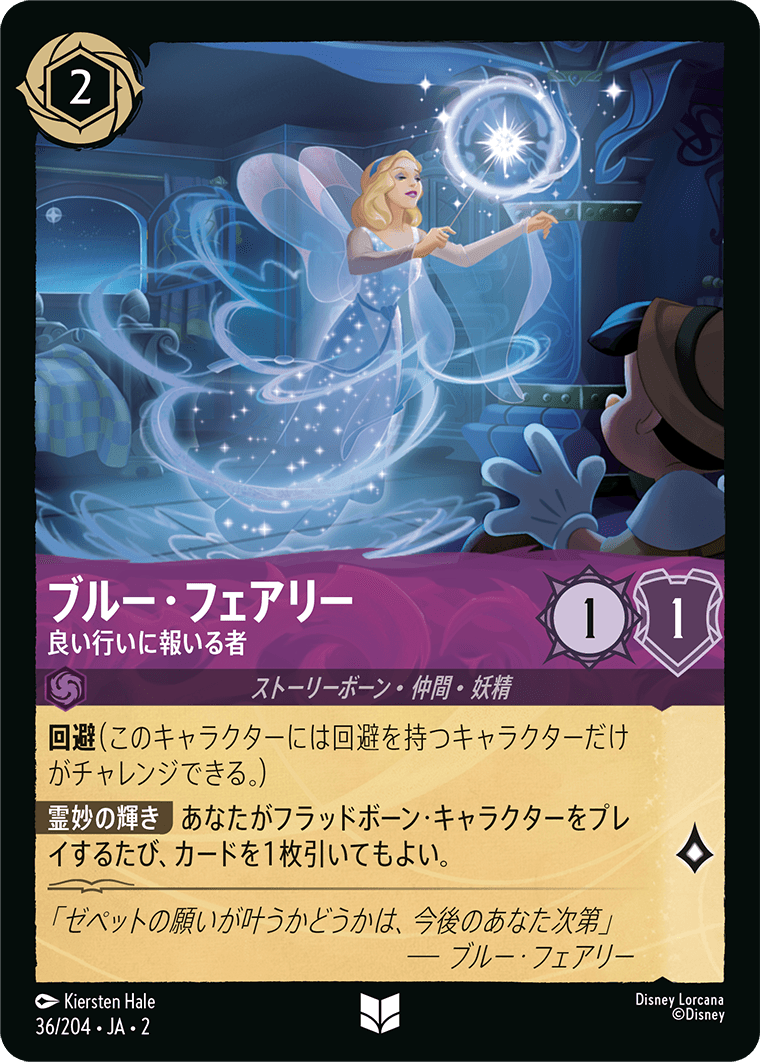 2
ブルー・フェアリー
良い行いに報いる者
1
1
ストーリーボーン・仲間・妖精
回避(このキャラクターには回避を持つキャラクターだけ
がチャレンジできる。)
霊妙の輝き あなたがフラッドボーン・キャラクターをプレ
イするたび、カードを1枚引いてもよい。
「ゼペットの願いが叶うかどうかは、今後のあなた次第」
— ブルー・フェアリー
Kiersten Hale
36/204・JA・2
Disney Lorcana
©Disney